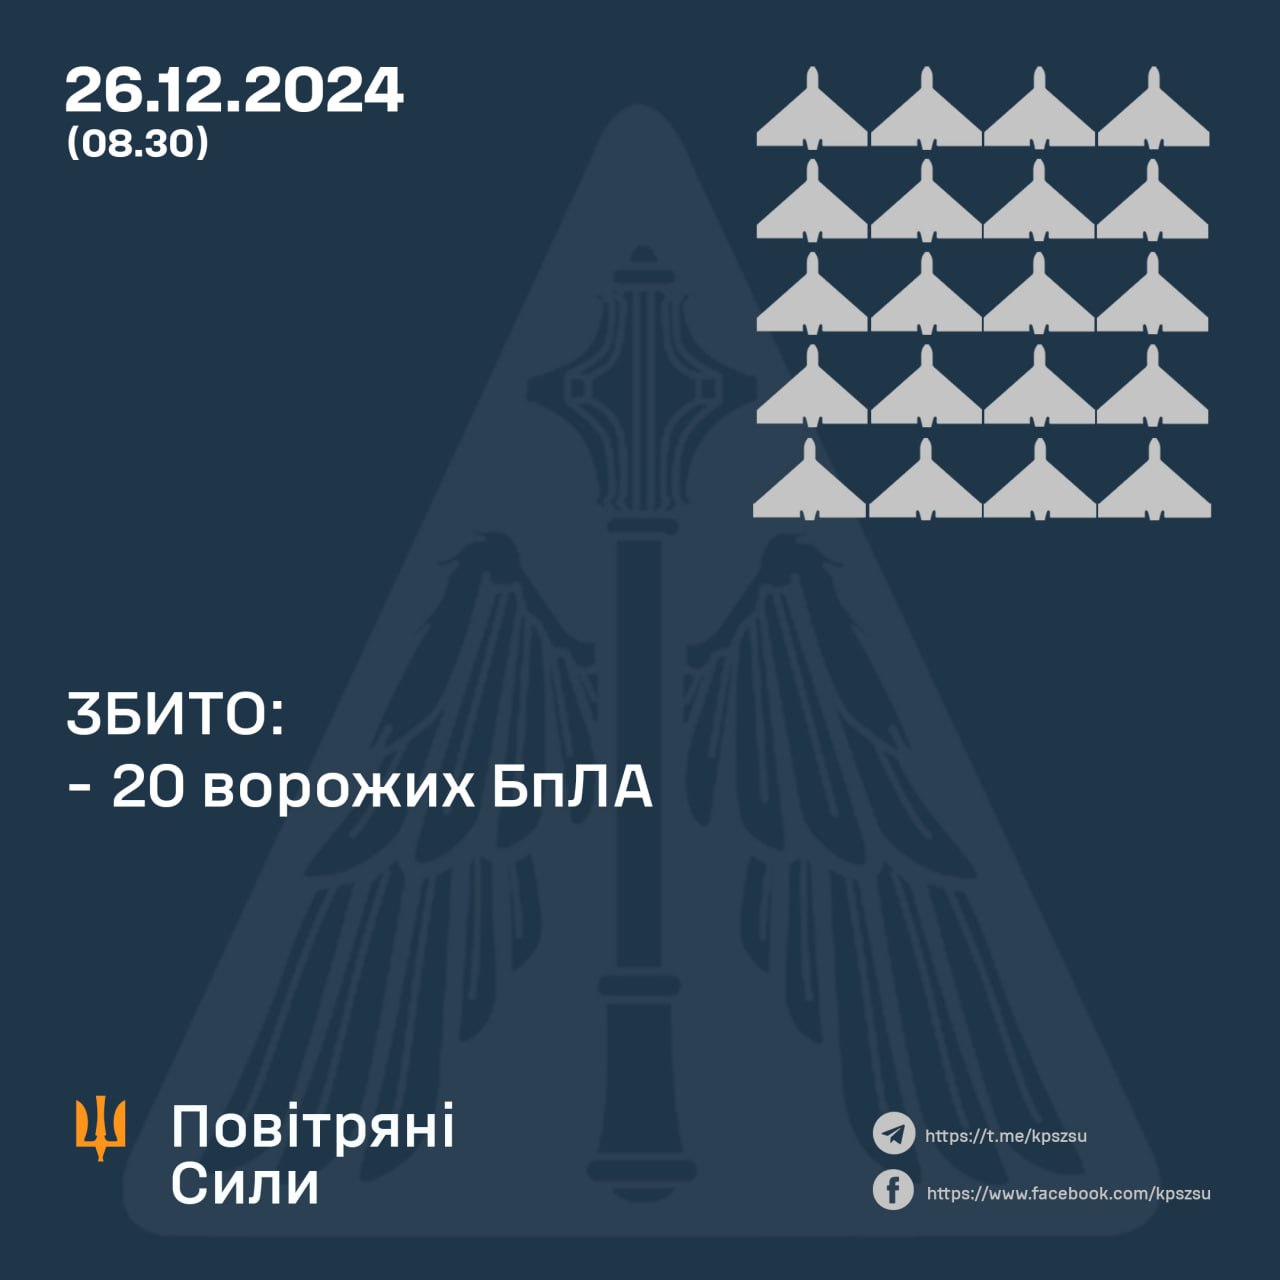 26.12.2024
(08.30)
ЗБИТО:
- 20 ворожих БпЛА
Повітряні
Сили
https://t.me/kpszsu
https://www.facebook.com/kpszsu